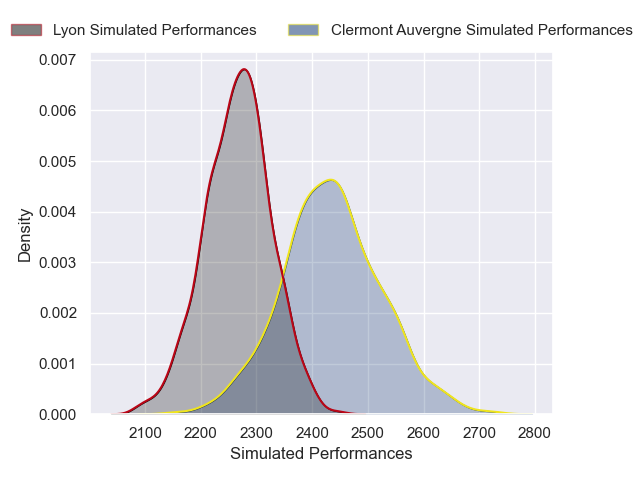 Lyon Simulated Performances Clermont Auvergne Simulated Performances
0.007
0.006
0.005
0.004
0.003
0.002
0.001
0.000
Density
2100 2200 2300 2400 2500 2600 2700 2800
Simulated Performances